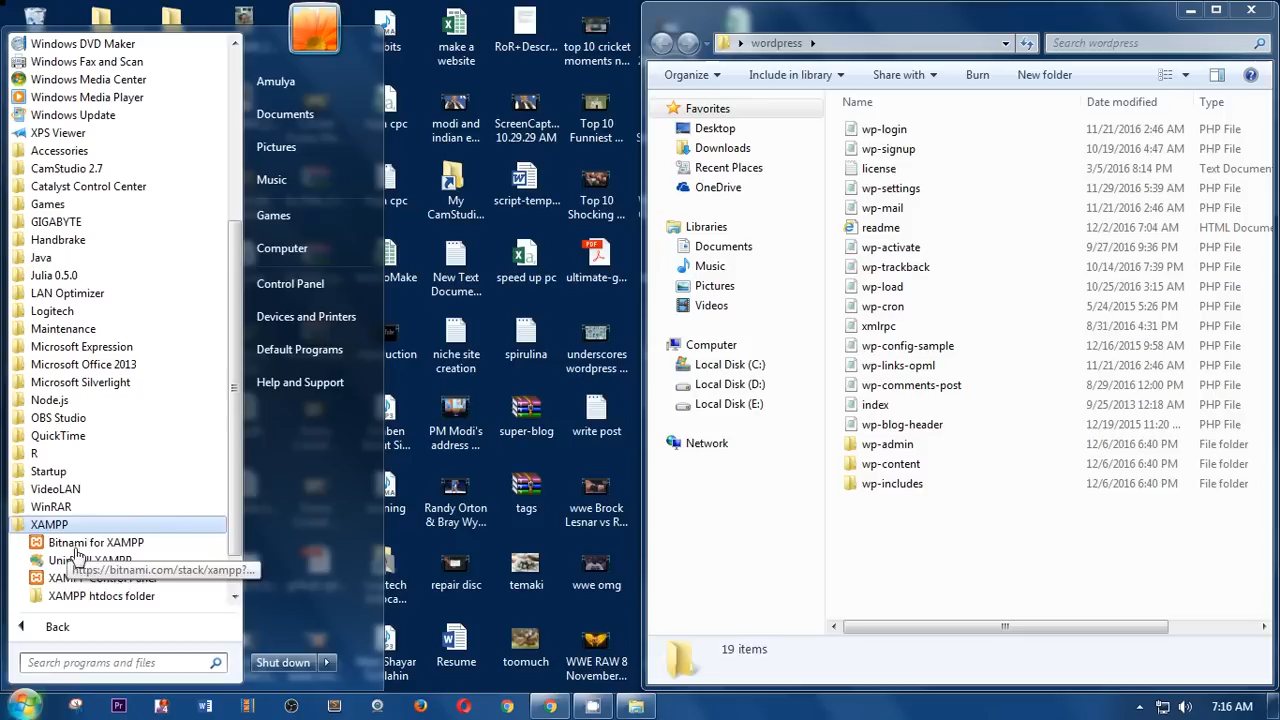 Windows DVD Maker
Windows Fax and Scan
Windows Media Center
Windows Media Player
Windows Update
XPS Viewer
Accessories
CamStudio 2.7
Catalyst Control Center
Games
GIGABYTE
Handbrake
Java
Julia 0.5.0
LAN Optimizer
Logitech
Maintenance
Microsoft Expression
Microsoft Office 2013
Microsoft Silverlight
Node.js
OBS Studio
QuickTime
R
Startup
VideoLAN
WinRAR
XAMPP
Bitnami for XAMPP
https://bitnami.com/stack/xampp?...
XAMPP htdocs folder
Back
Search programs and files
Amulya
Documents
Pictures
Music
Games
Computer
Control Panel
Devices and Printers
Default Programs
Help and Support
Shut down
make a
website
RoR+Descr...
top 10 cricket
moments n...
modi and
indian e...
ScreenCapt...
10.29.29 AM
Top 10
Funniest ...
My
CamStudi...
script-temp...
Top 10
Shocking ...
New Text
Docume...
speed up pc
ultimate-g...
niche site
creation
spirulina
underscores
wordpress ...
PM Modi's
address ...
super-blog
write post
Randy Orton
& Bray Wy...
tags
wwe Brock
Lesnar vs R...
repair disc
temaki
wwe omg
Resume
toomuch
WWE RAW 8
November...
wordpress
Search wordpress
Organize
Include in library
Share with
Burn
New folder
Favorites
Desktop
Downloads
Recent Places
OneDrive
Libraries
Documents
Music
Pictures
Videos
Computer
Local Disk (C:)
Local Disk (D:)
Local Disk (E:)
Network
Name Date modified Type
wp-login 11/21/2016 2:46 AM PHP File
wp-signup 10/19/2016 4:47 AM PHP File
license 3/5/2016 8:14 PM Text Documen
wp-settings 11/29/2016 5:39 AM PHP File
wp-mail 11/21/2016 2:46 AM PHP File
readme 12/2/2016 7:04 AM HTML Docume
wp-activate 9/27/2016 9:36 PM PHP File
wp-trackback 10/14/2016 7:39 PM PHP File
wp-load 10/25/2016 3:15 AM PHP File
wp-cron 5/24/2015 5:26 PM PHP File
xmlrpc 8/31/2016 4:31 PM PHP File
wp-config-sample 12/16/2015 9:58 AM PHP File
wp-links-opml 11/21/2016 2:46 AM PHP File
wp-comments-post 8/29/2016 12:00 PM PHP File
index 9/25/2013 12:18 AM PHP File
wp-blog-header 12/19/2015 11:20 ... PHP File
wp-admin 12/6/2016 6:40 PM File folder
wp-content 12/6/2016 6:40 PM File folder
wp-includes 12/6/2016 6:40 PM File folder
19 items
7:16 AM